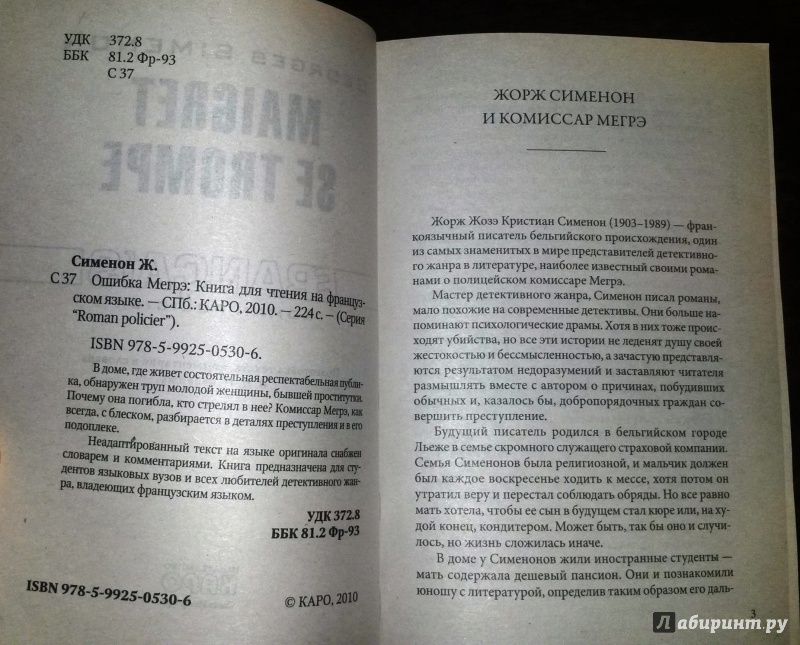 УДК 372.8
ББК 81.2 Фр-93
С 37
MAIGRET
SE TROMPE
Сименон Ж.
С 37 Ошибка Мегрэ: Книга для чтения на француз-
ском языке. — СПб.: КАРО, 2010. — 224 с. — (Серия
“Roman policier”).
ISBN 978-5-9925-0530-6.
В доме, где живет состоятельная респектабельная публи-
ка, обнаружен труп молодой женщины, бывшей проститутки.
Почему она погибла, кто стрелял в нее? Комиссар Мегрэ, как
всегда, с блеском, разбирается в деталях преступления и в его
подоплеке.
Неадаптированный текст на языке оригинала снабжен
словарем и комментариями. Книга предназначена для сту-
дентов языковых вузов и всех любителей детективного жан-
ра, владеющих французским языком.
УДК 372.8
ББК 81.2 Фр-93
ISBN 978-5-9925-0530-6
© КАРО, 2010
ЖОРЖ СИМЕНОН
И КОМИССАР МЕГРЭ
Жорж Жозэ Кристиан Сименон (1903–1989) — фран-
коязычный писатель бельгийского происхождения, один
из самых знаменитых в мире представителей детективно-
го жанра в литературе, наиболее известный своими рома-
нами о полицейском комиссаре Мегрэ.
Мастер детективного жанра, Сименон писал романы,
мало похожие на современные детективы. Они больше на-
поминают психологические драмы. Хотя в них тоже проис-
ходят убийства, но все эти истории не леденят душу своей
жестокостью и бессмысленностью, а зачастую представля-
ются результатом недоразумений и заставляют читателя
размышлять вместе с автором о причинах, побудивших
обычных и, казалось бы, добропорядочных граждан со-
вершить преступление.
Будущий писатель родился в бельгийском городе
Льеже в семье скромного служащего страховой компании.
Семья Сименонов была религиозной, и мальчик должен
был каждое воскресенье ходить к мессе, хотя потом он
утратил веру и перестал соблюдать обряды. Но все равно
мать хотела, чтобы ее сын в будущем стал кюре или, на ху-
дой конец, кондитером. Может быть, так бы оно и случи-
лось, но жизнь сложилась иначе.
В доме у Сименонов жили иностранные студенты —
мать содержала дешевый пансион. Они и познакомили
юношу с литературой, определив таким образом его даль-
3
Лабиринт.ру